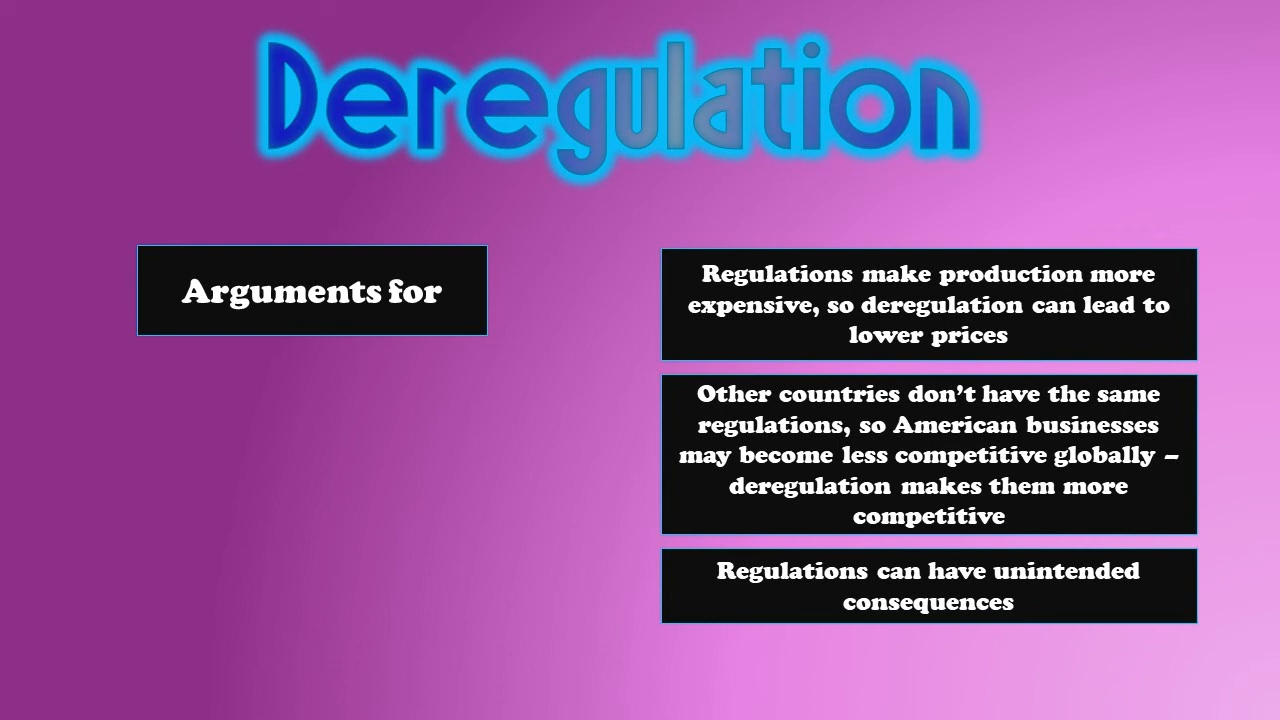 Deregulation
Arguments for
Regulations make production more
expensive, so deregulation can lead to
lower prices
Other countries don’t have the same
regulations, so American businesses
may become less competitive globally –
deregulation makes them more
competitive
Regulations can have unintended
consequences